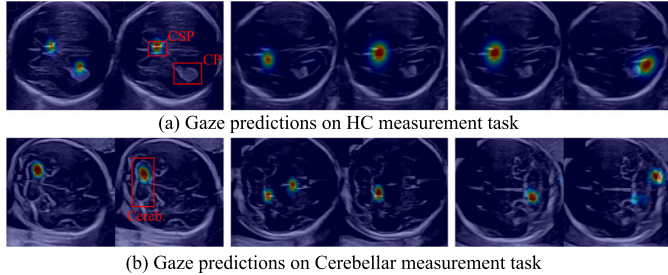 CSP
CP
(a) Gaze predictions on HC measurement task
Cereb.
(b) Gaze predictions on Cerebellar measurement task